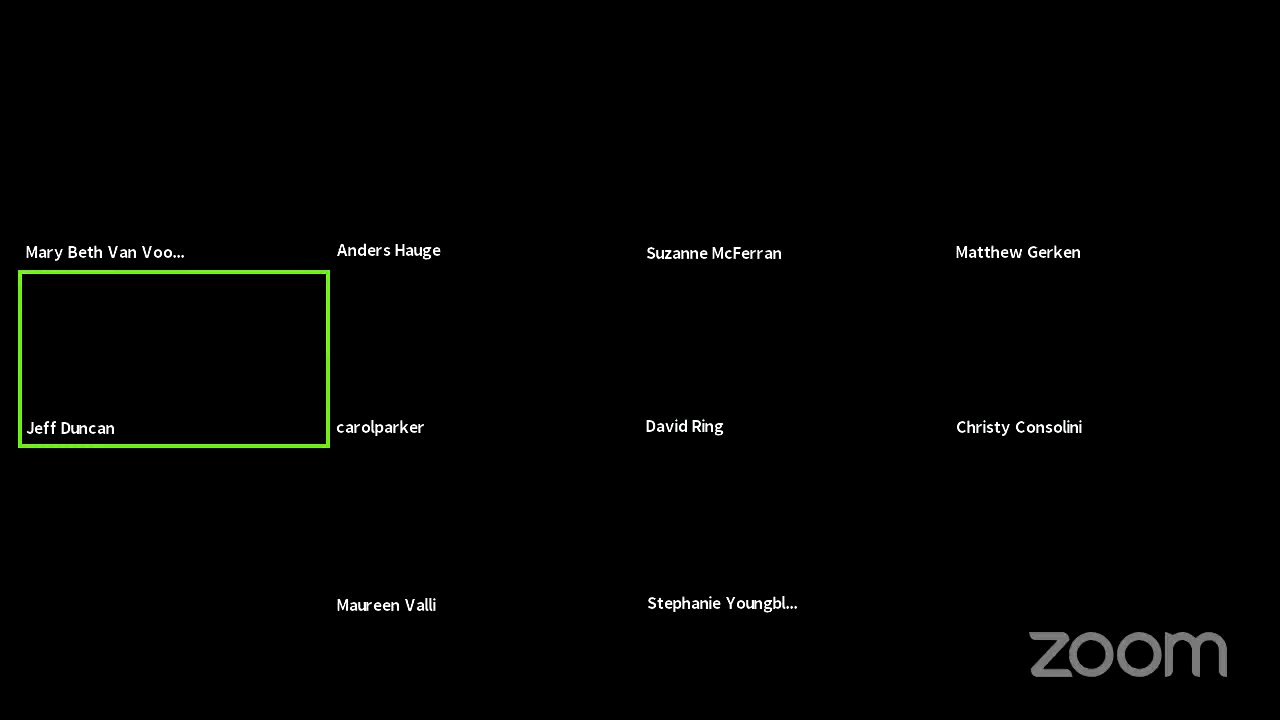 Mary Beth Van Voo...
Anders Hauge
Suzanne McFerran
Matthew Gerken
Jeff Duncan
carolparker
David Ring
Christy Consolini
Maureen Valli
Stephanie Youngbl...
zoom